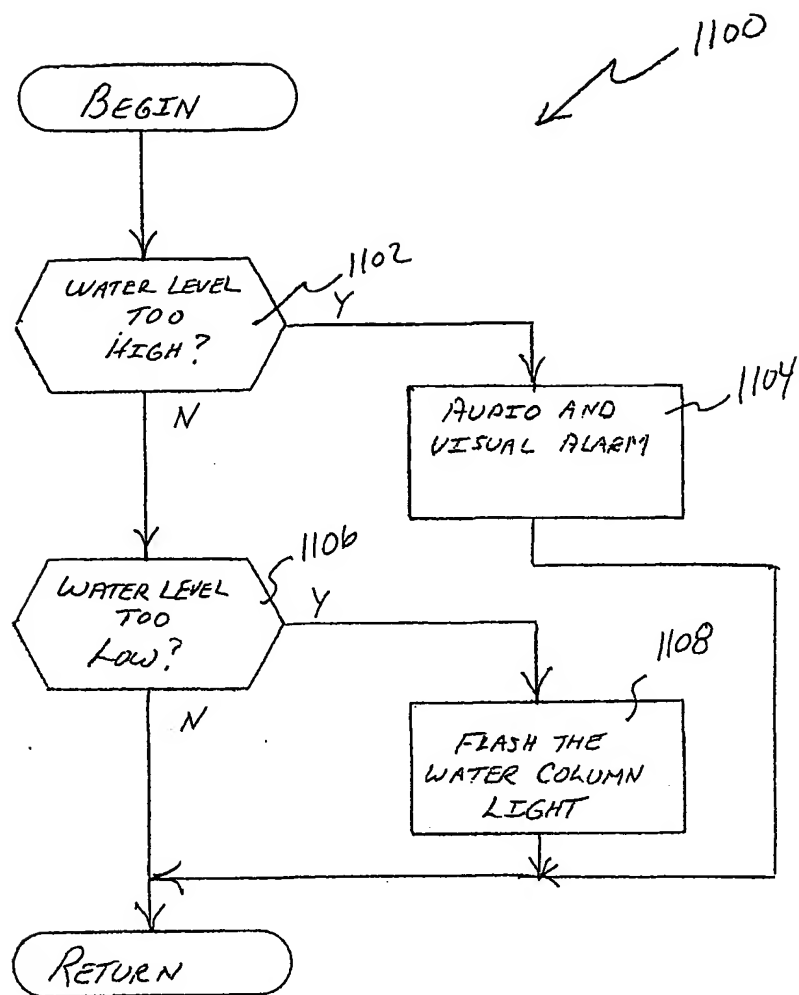 1100
BEGIN
WATER LEVEL
TOO
HIGH?
1102
Y
N
AUDIO AND
VISUAL ALARM
1104
WATER LEVEL
TOO
LOW?
1106
Y
N
1108
FLASH THE
WATER COLUMN
LIGHT
RETURN